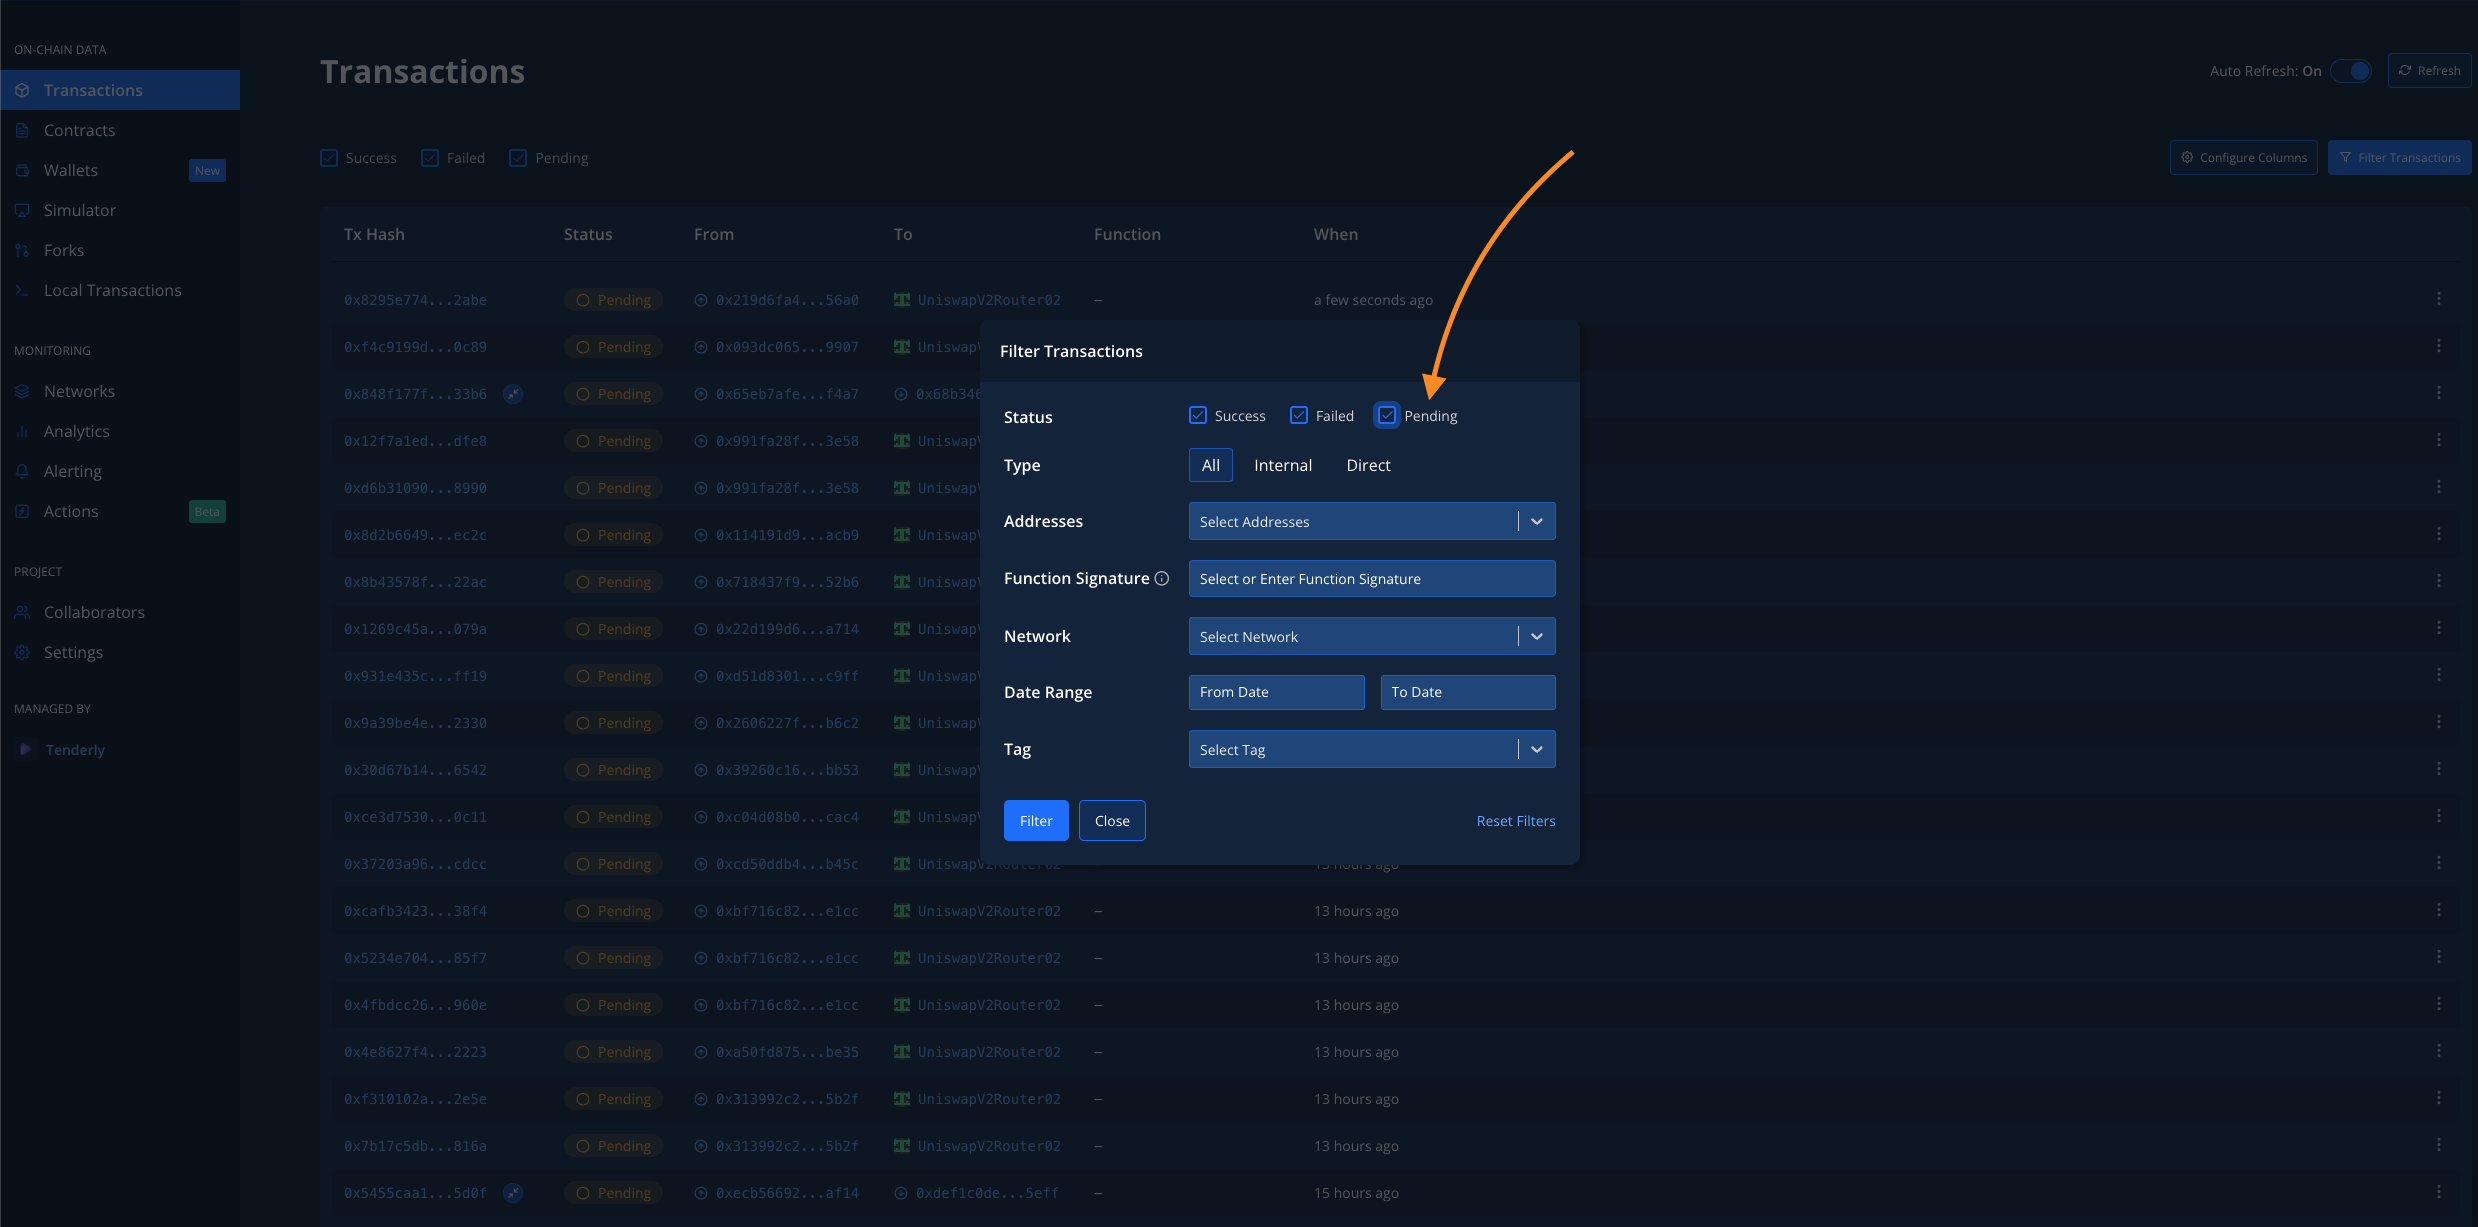 ON-CHAIN DATA
Transactions
Contracts
Wallets New
Simulator
Forks
Local Transactions
MONITORING
Networks
Analytics
Alerting
Actions Beta
PROJECT
Collaborators
Settings
MANAGED BY
Tenderly
Transactions
Auto Refresh: On Refresh
Success Failed Pending
Configure Columns Filter Transactions
Tx Hash Status From To Function When
0x8295e774...2abe Pending 0x219d6fa4...56a0 UniswapV2Router02 – a few seconds ago
0xf4c9199d...0c89 Pending 0x093dc065...9907 Uniswap
0x848f177f...33b6 Pending 0x65eb7afe...f4a7 0x68b346
0x12f7a1ed...dfe8 Pending 0x991fa28f...3e58 Uniswap
0xd6b31090...8990 Pending 0x991fa28f...3e58 Uniswap
0x8d2b6649...ec2c Pending 0x114191d9...acb9 Uniswap
0x8b43578f...22ac Pending 0x718437f9...52b6 Uniswap
0x1269c45a...079a Pending 0x22d199d6...a714 Uniswap
0x931e435c...ff19 Pending 0xd51d8301...c9ff Uniswap
0x9a39be4e...2330 Pending 0x2606227f...b6c2 Uniswap
0x30d67b14...6542 Pending 0x39260c16...bb53 Uniswap
0xce3d7530...0c11 Pending 0xc04d08b0...cac4 Uniswap
0x37203a96...cdcc Pending 0xcd50ddb4...b45c UniswapV2Router02 13 hours ago
0xcafb3423...38f4 Pending 0xbf716c82...e1cc UniswapV2Router02 – 13 hours ago
0x5234e704...85f7 Pending 0xbf716c82...e1cc UniswapV2Router02 – 13 hours ago
0x4fbdcc26...960e Pending 0xbf716c82...e1cc UniswapV2Router02 – 13 hours ago
0x4e8627f4...2223 Pending 0xa50fd875...be35 UniswapV2Router02 – 13 hours ago
0xf310102a...2e5e Pending 0x313992c2...5b2f UniswapV2Router02 – 13 hours ago
0x7b17c5db...816a Pending 0x313992c2...5b2f UniswapV2Router02 – 13 hours ago
0x5455caa1...5d0f Pending 0xecb56692...af14 0xdef1c0de...5eff – 15 hours ago
Filter Transactions
Status Success Failed Pending
Type All Internal Direct
Addresses Select Addresses
Function Signature Select or Enter Function Signature
Network Select Network
Date Range From Date To Date
Tag Select Tag
Filter Close Reset Filters